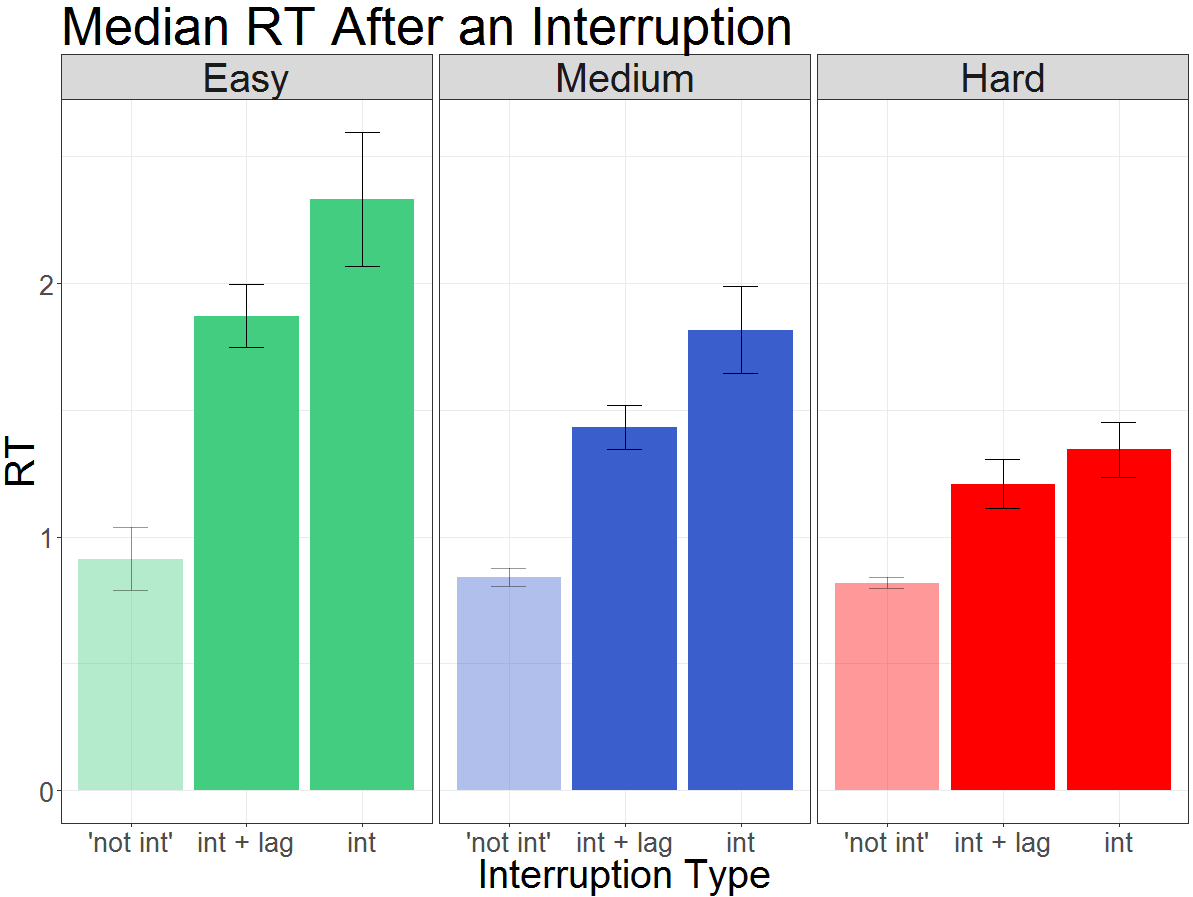 Median RT After an Interruption
Easy
Medium
Hard
RT
2
1
0
'not int' int + lag int
'not int' int + lag int
'not int' int + lag int
Interruption Type